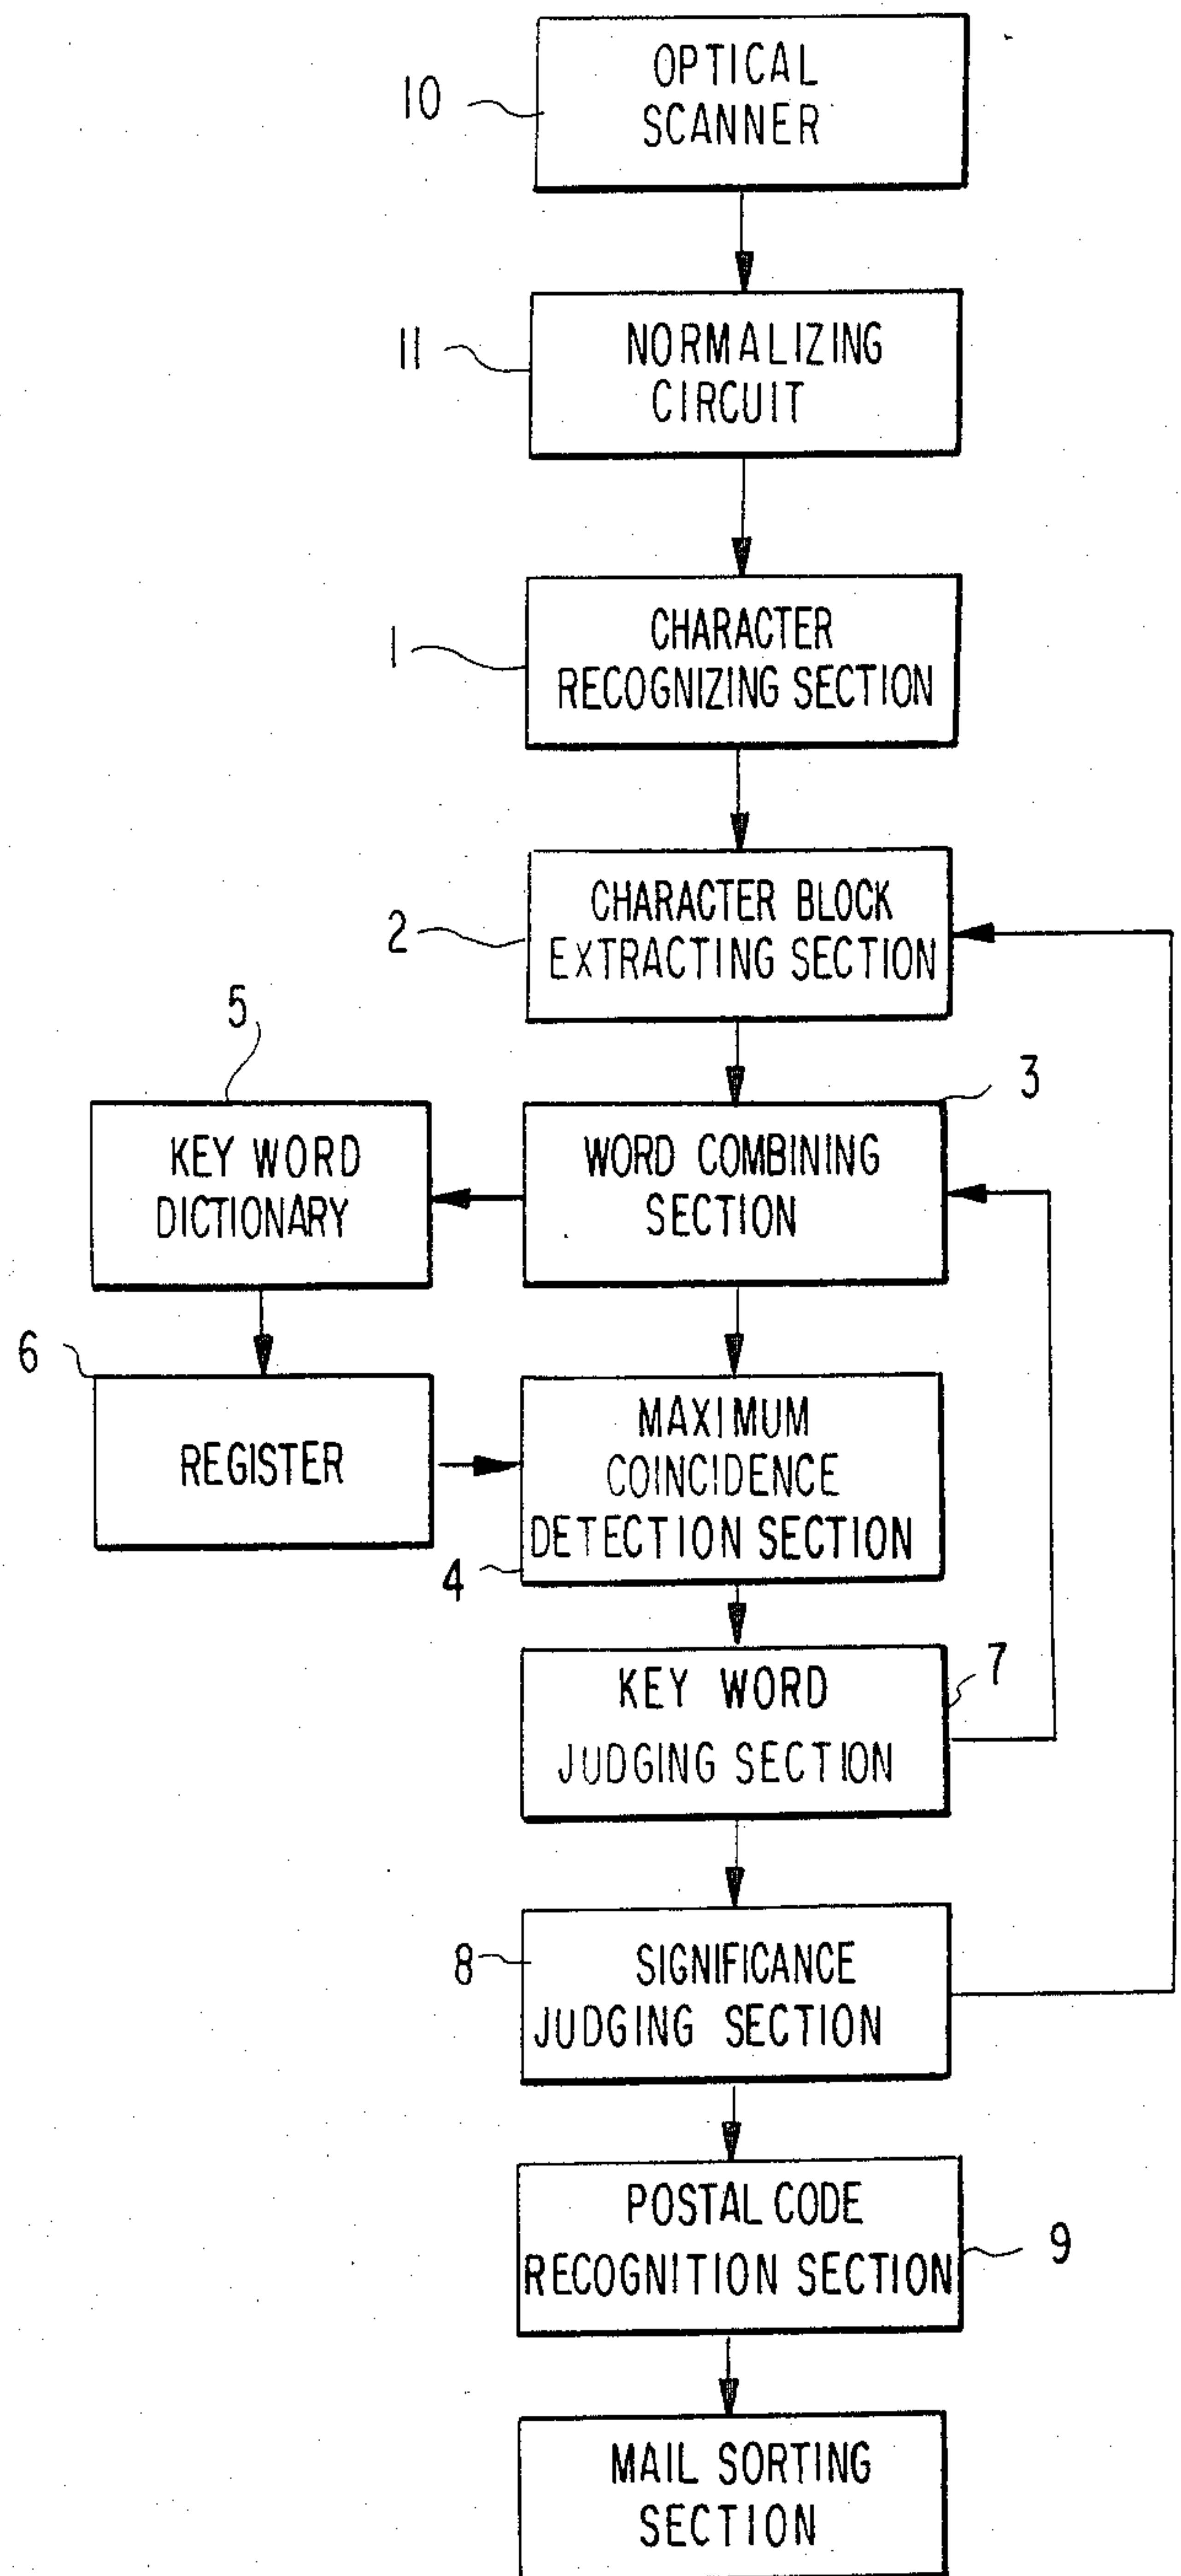 OPTICAL
SCANNER
10
NORMALIZING
CIRCUIT
11
CHARACTER
RECOGNIZING SECTION
1
CHARACTER BLOCK
EXTRACTING SECTION
2
5
3
KEY WORD
DICTIONARY
WORD COMBINING
SECTION
6
REGISTER
MAXIMUM
COINCIDENCE
DETECTION SECTION
4
KEY WORD
JUDGING SECTION
7
8
SIGNIFICANCE
JUDGING SECTION
POSTAL CODE
RECOGNITION SECTION
9
MAIL SORTING
SECTION